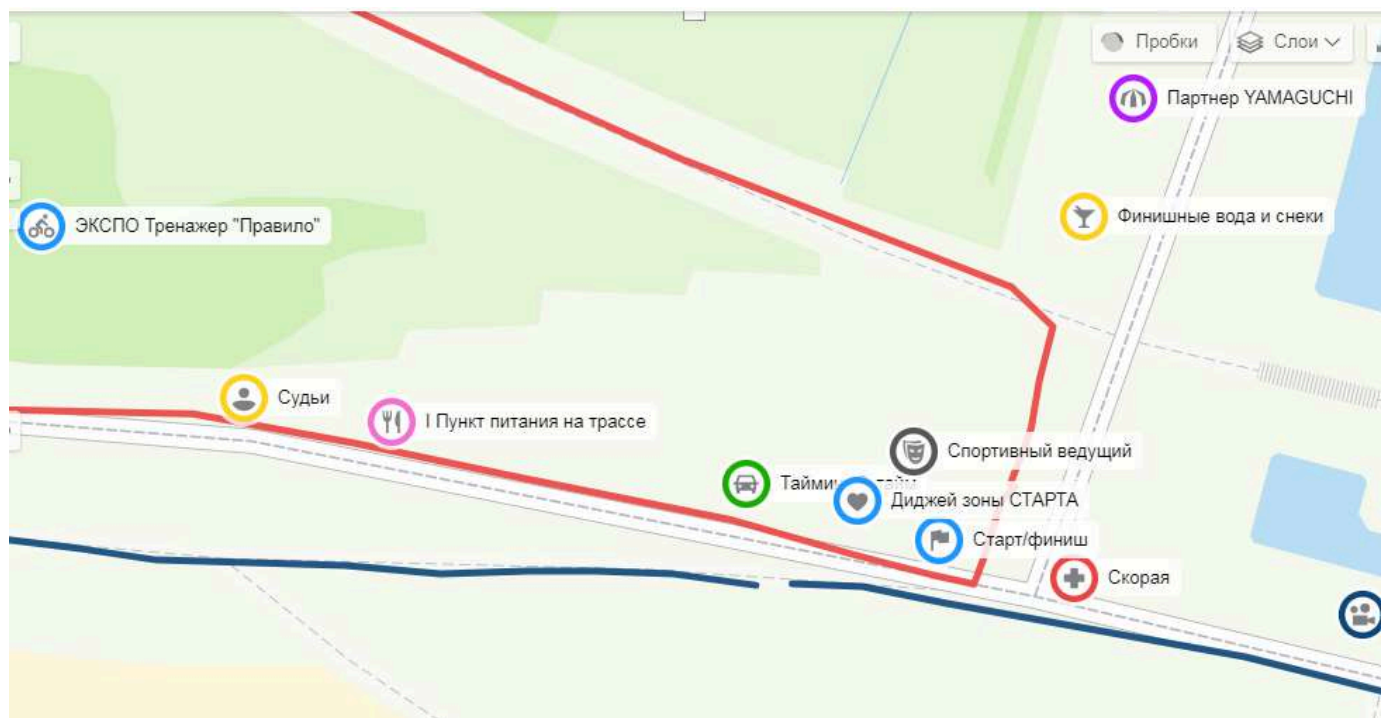 Пробки
Слои
Партнер YAMAGUCHI
Финишные вода и снеки
ЭКСПО Тренажер "Правило"
Судьи
I Пункт питания на трассе
Спортивный ведущий
Диджей зоны СТАРТА
Старт/финиш
Скорая